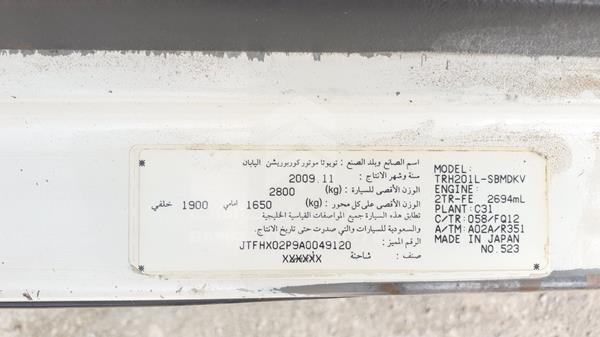 اسم الصانع وبلد الصنع : تويوتا موتور كوربوريشن اليابان
سنة وشهر الانتاج : 2009.11
الوزن الأقصى للسيارة : (kg) 2800
الوزن الأقصى على كل محور : (kg) 1650 امامي 1900 خلفي
تطابق هذه السيارة جميع المواصفات القياسية الخليجية
والسعودية للسيارات والتي صدرت حتى تاريخ الانتاج.
الرقم المميز : JTFHX02P9A0049120
صنف : شاحنة
XXXXXX
MODEL:
TRH201L-SBMDKV
ENGINE:
2TR-FE 2694mL
PLANT:C31
C/TR:058/FQ12
A/TM:A02A/R351
MADE IN JAPAN
NO.523